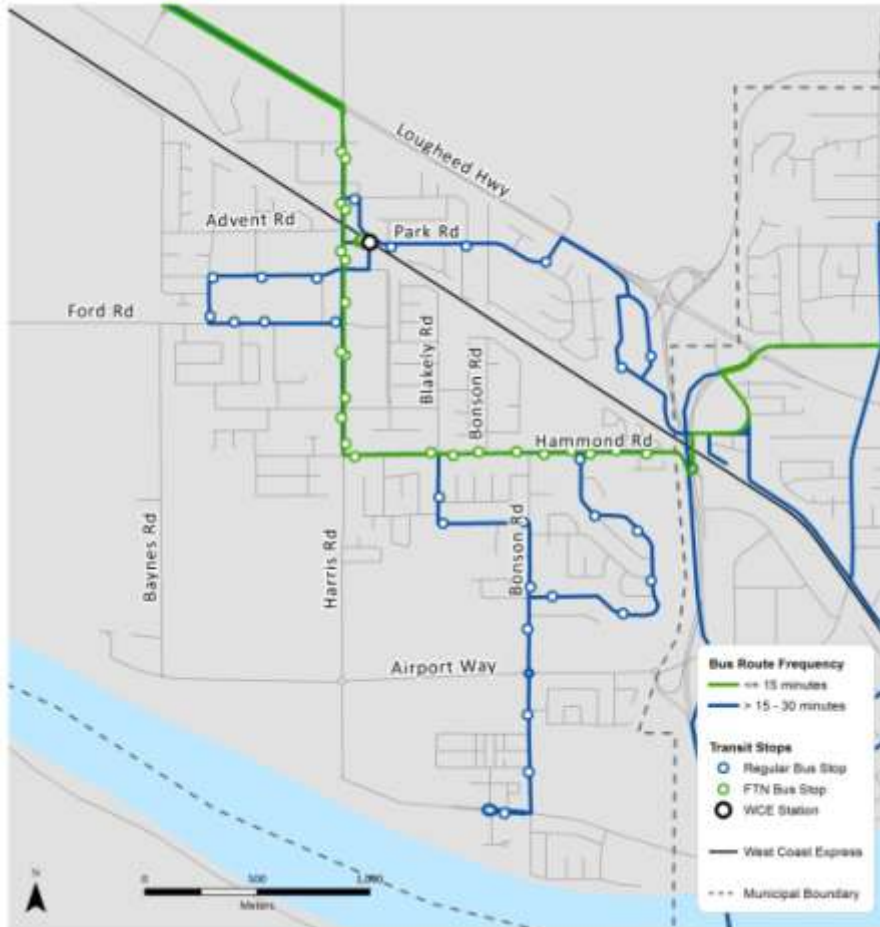 Lougheed Hwy
Advent Rd
Park Rd
Ford Rd
Blakely Rd
Bonson Rd
Hammond Rd
Baynes Rd
Harris Rd
Bonson Rd
Airport Way
Bus Route Frequency
<= 15 minutes
> 15 - 30 minutes
Transit Stops
Regular Bus Stop
FTN Bus Stop
WCE Station
West Coast Express
Municipal Boundary
N
0 500 1,000
Meters